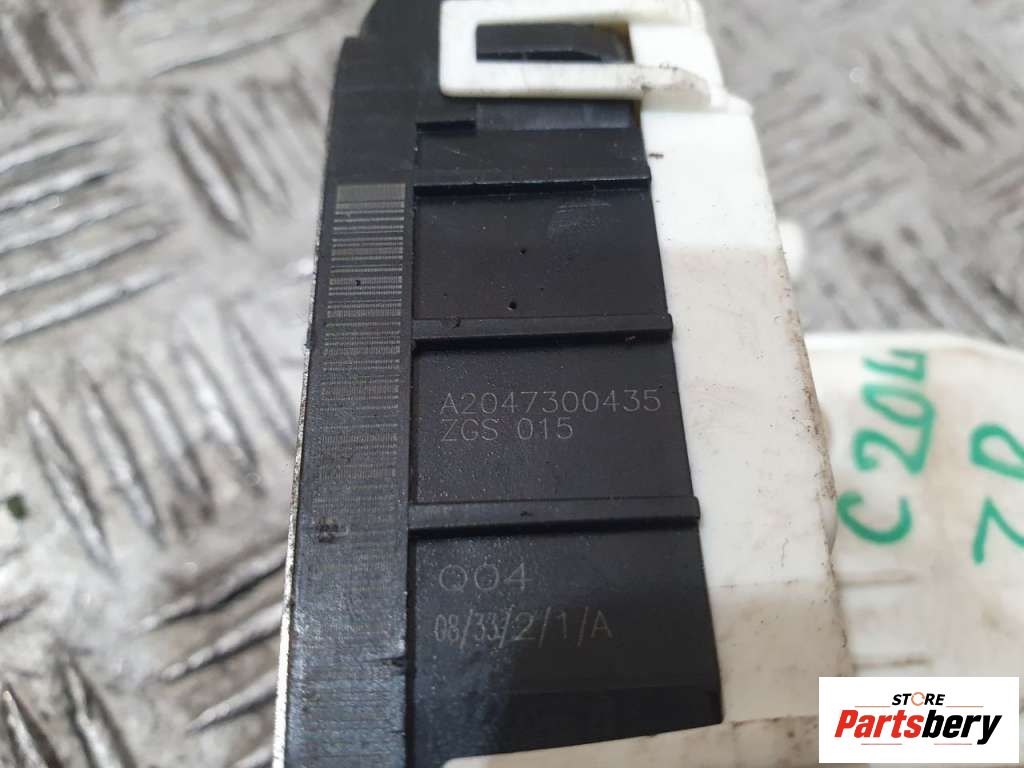 A2047300435
ZGS 015
Q04
08/33/2/1/A
C204
STORE
Partsbery